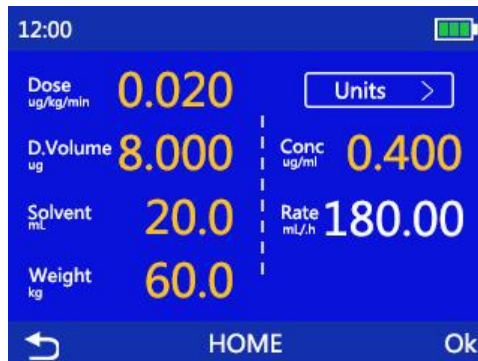 12:00
Dose
ug/kg/min
0.020
Units >
D.Volume
ug
8.000
Conc
ug/ml
0.400
Solvent
mL
20.0
Rate
mL/.h
180.00
Weight
kg
60.0
HOME
Ok